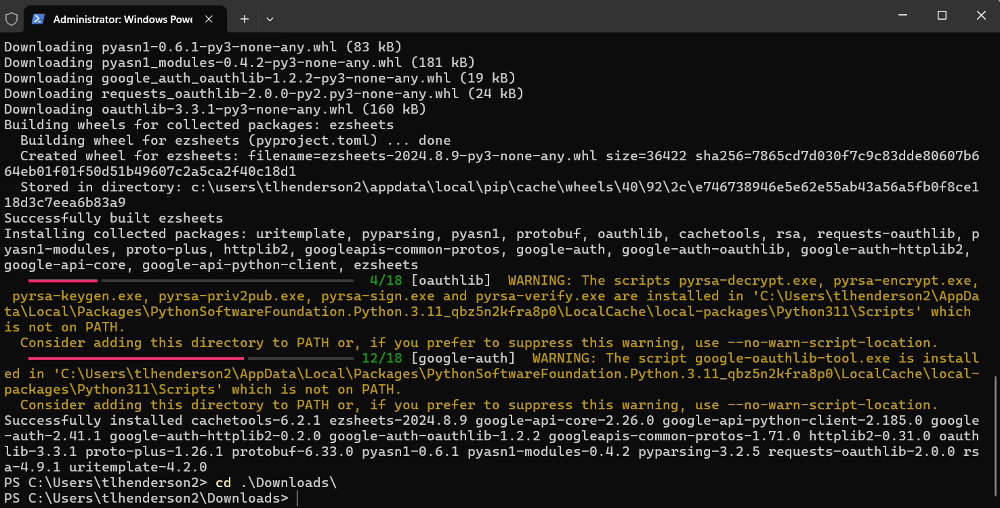 Administrator: Windows Powe
Downloading pyasn1-0.6.1-py3-none-any.whl (83 kB)
Downloading pyasn1_modules-0.4.2-py3-none-any.whl (181 kB)
Downloading google_auth_oauthlib-1.2.2-py3-none-any.whl (19 kB)
Downloading requests_oauthlib-2.0.0-py2.py3-none-any.whl (24 kB)
Downloading oauthlib-3.3.1-py3-none-any.whl (160 kB)
Building wheels for collected packages: ezsheets
  Building wheel for ezsheets (pyproject.toml) ... done
  Created wheel for ezsheets: filename=ezsheets-2024.8.9-py3-none-any.whl size=36422 sha256=7865cd7d030f7c9c83dde80607b6
64eb01f01f50d51b49607c2a5ca2f40c18d1
  Stored in directory: c:\users\tlhenderson2\appdata\local\pip\cache\wheels\40\92\2c\e746738946e5e62e55ab43a56a5fb0f8ce1
18d3c7eea6b83a9
Successfully built ezsheets
Installing collected packages: uritemplate, pyparsing, pyasn1, protobuf, oauthlib, cachetools, rsa, requests-oauthlib, p
yasn1-modules, proto-plus, httplib2, googleapis-common-protos, google-auth, google-auth-oauthlib, google-auth-httplib2,
google-api-core, google-api-python-client, ezsheets
4/18 [oauthlib]  WARNING: The scripts pyrsa-decrypt.exe, pyrsa-encrypt.exe,
 pyrsa-keygen.exe, pyrsa-priv2pub.exe, pyrsa-sign.exe and pyrsa-verify.exe are installed in 'C:\Users\tlhenderson2\AppDa
ta\Local\Packages\PythonSoftwareFoundation.Python.3.11_qbz5n2kfra8p0\LocalCache\local-packages\Python311\Scripts' which
is not on PATH.
  Consider adding this directory to PATH or, if you prefer to suppress this warning, use --no-warn-script-location.
12/18 [google-auth]  WARNING: The script google-oauthlib-tool.exe is install
ed in 'C:\Users\tlhenderson2\AppData\Local\Packages\PythonSoftwareFoundation.Python.3.11_qbz5n2kfra8p0\LocalCache\local-
packages\Python311\Scripts' which is not on PATH.
  Consider adding this directory to PATH or, if you prefer to suppress this warning, use --no-warn-script-location.
Successfully installed cachetools-6.2.1 ezsheets-2024.8.9 google-api-core-2.26.0 google-api-python-client-2.185.0 google
-auth-2.41.1 google-auth-httplib2-0.2.0 google-auth-oauthlib-1.2.2 googleapis-common-protos-1.71.0 httplib2-0.31.0 oauth
lib-3.3.1 proto-plus-1.26.1 protobuf-6.33.0 pyasn1-0.6.1 pyasn1-modules-0.4.2 pyparsing-3.2.5 requests-oauthlib-2.0.0 rs
a-4.9.1 uritemplate-4.2.0
PS C:\Users\tlhenderson2> cd .\Downloads\
PS C:\Users\tlhenderson2\Downloads>